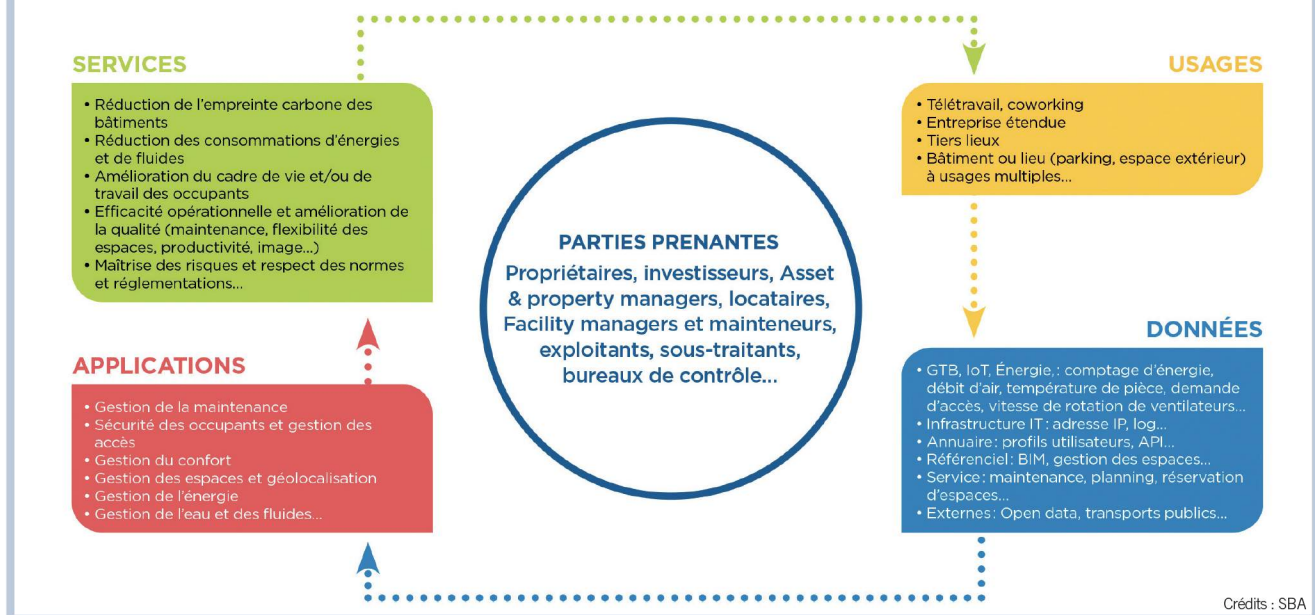 SERVICES
• Réduction de l'empreinte carbone des
bâtiments
• Réduction des consommations d'énergies
et de fluides
• Amélioration du cadre de vie et/ou de
travail des occupants
• Efficacité opérationnelle et amélioration de
la qualité (maintenance, flexibilité des
espaces, productivité, image...)
• Maîtrise des risques et respect des normes
et réglementations...
USAGES
• Télétravail, coworking
• Entreprise étendue
• Tiers lieux
• Bâtiment ou lieu (parking, espace extérieur)
à usages multiples...
PARTIES PRENANTES
Propriétaires, investisseurs, Asset
& property managers, locataires,
Facility managers et mainteneurs,
exploitants, sous-traitants,
bureaux de contrôle...
APPLICATIONS
• Gestion de la maintenance
• Sécurité des occupants et gestion des
accès
• Gestion du confort
• Gestion des espaces et géolocalisation
• Gestion de l'énergie
• Gestion de l'eau et des fluides...
DONNÉES
• GTB, IoT, Énergie, : comptage d'énergie,
débit d'air, température de pièce, demande
d'accès, vitesse de rotation de ventilateurs...
• Infrastructure IT : adresse IP, log...
• Annuaire : profils utilisateurs, API...
• Référenciel : BIM, gestion des espaces...
• Service : maintenance, planning, réservation
d'espaces...
• Externes : Open data, transports publics...
Crédits : SBA